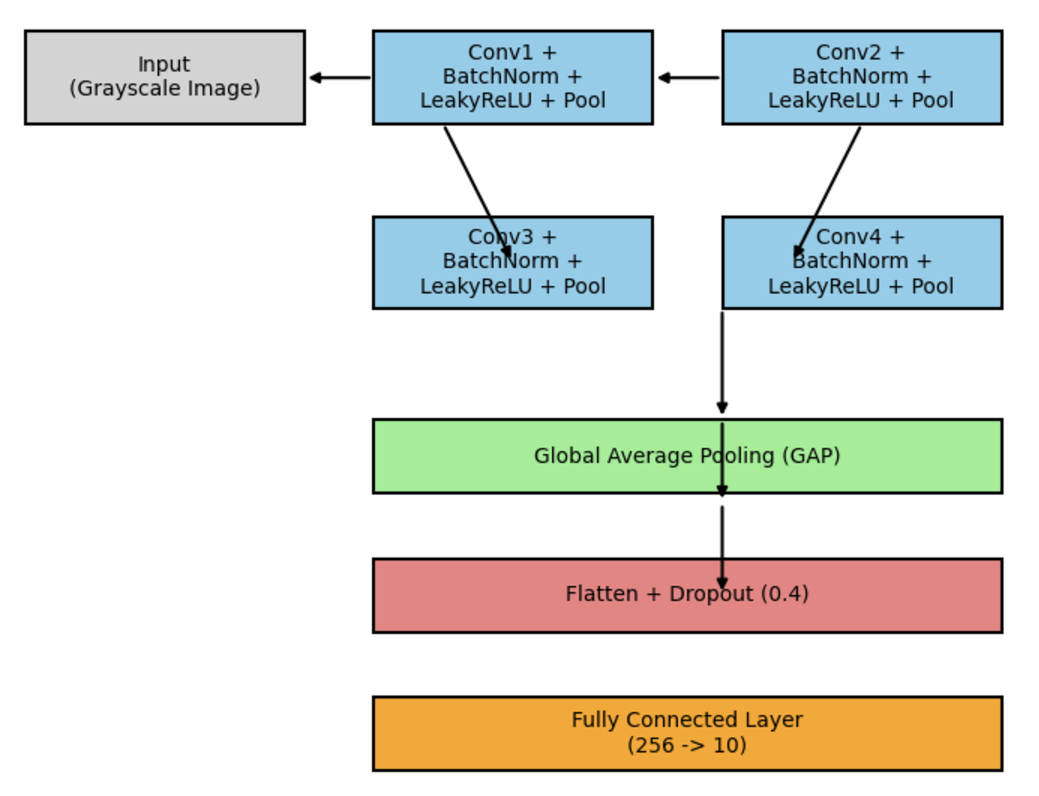 Input
(Grayscale Image)
Conv1 +
BatchNorm +
LeakyReLU + Pool
Conv2 +
BatchNorm +
LeakyReLU + Pool
Conv3 +
BatchNorm +
LeakyReLU + Pool
Conv4 +
BatchNorm +
LeakyReLU + Pool
Global Average Pooling (GAP)
Flatten + Dropout (0.4)
Fully Connected Layer
(256 -> 10)